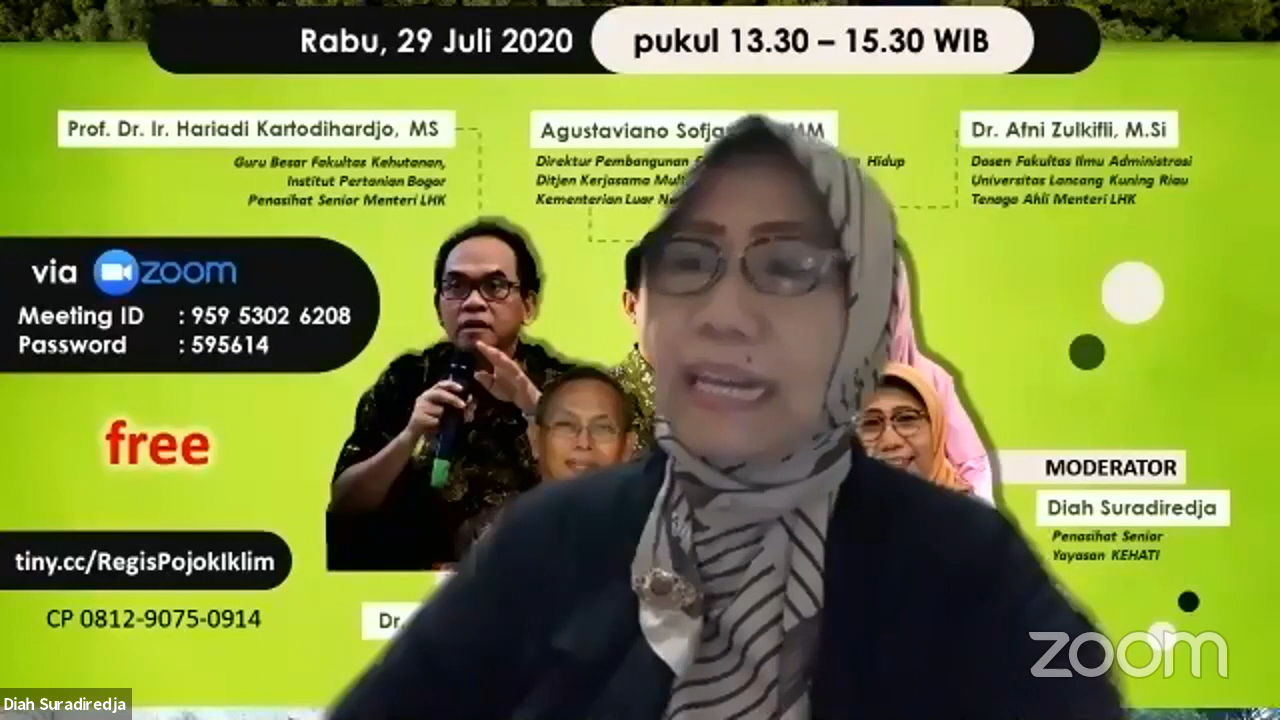 Rabu, 29 Juli 2020
pukul 13.30 – 15.30 WIB
Prof. Dr. Ir. Hariadi Kartodihardjo, MS
Guru Besar Fakultas Kehutanan,
Institut Pertanian Bogor
Penasihat Senior Menteri LHK
Agustaviano MM
Direktur Pembangunan Hidup
Ditjen Kerjasama
Kementerian Luar
Dr. Afni Zulkifli, M.Si
Dosen Fakultas Ilmu Administrasi
Universitas Lancang Kuning Riau
Tenaga Ahli Menteri LHK
via zoom
Meeting ID : 959 5302 6208
Password : 595614
free
tiny.cc/RegisPojokIklim
CP 0812-9075-0914
Dr.
MODERATOR
Diah Suradiredja
Penasihat Senior
Yayasan KEHATI
zoom
Diah Suradiredja